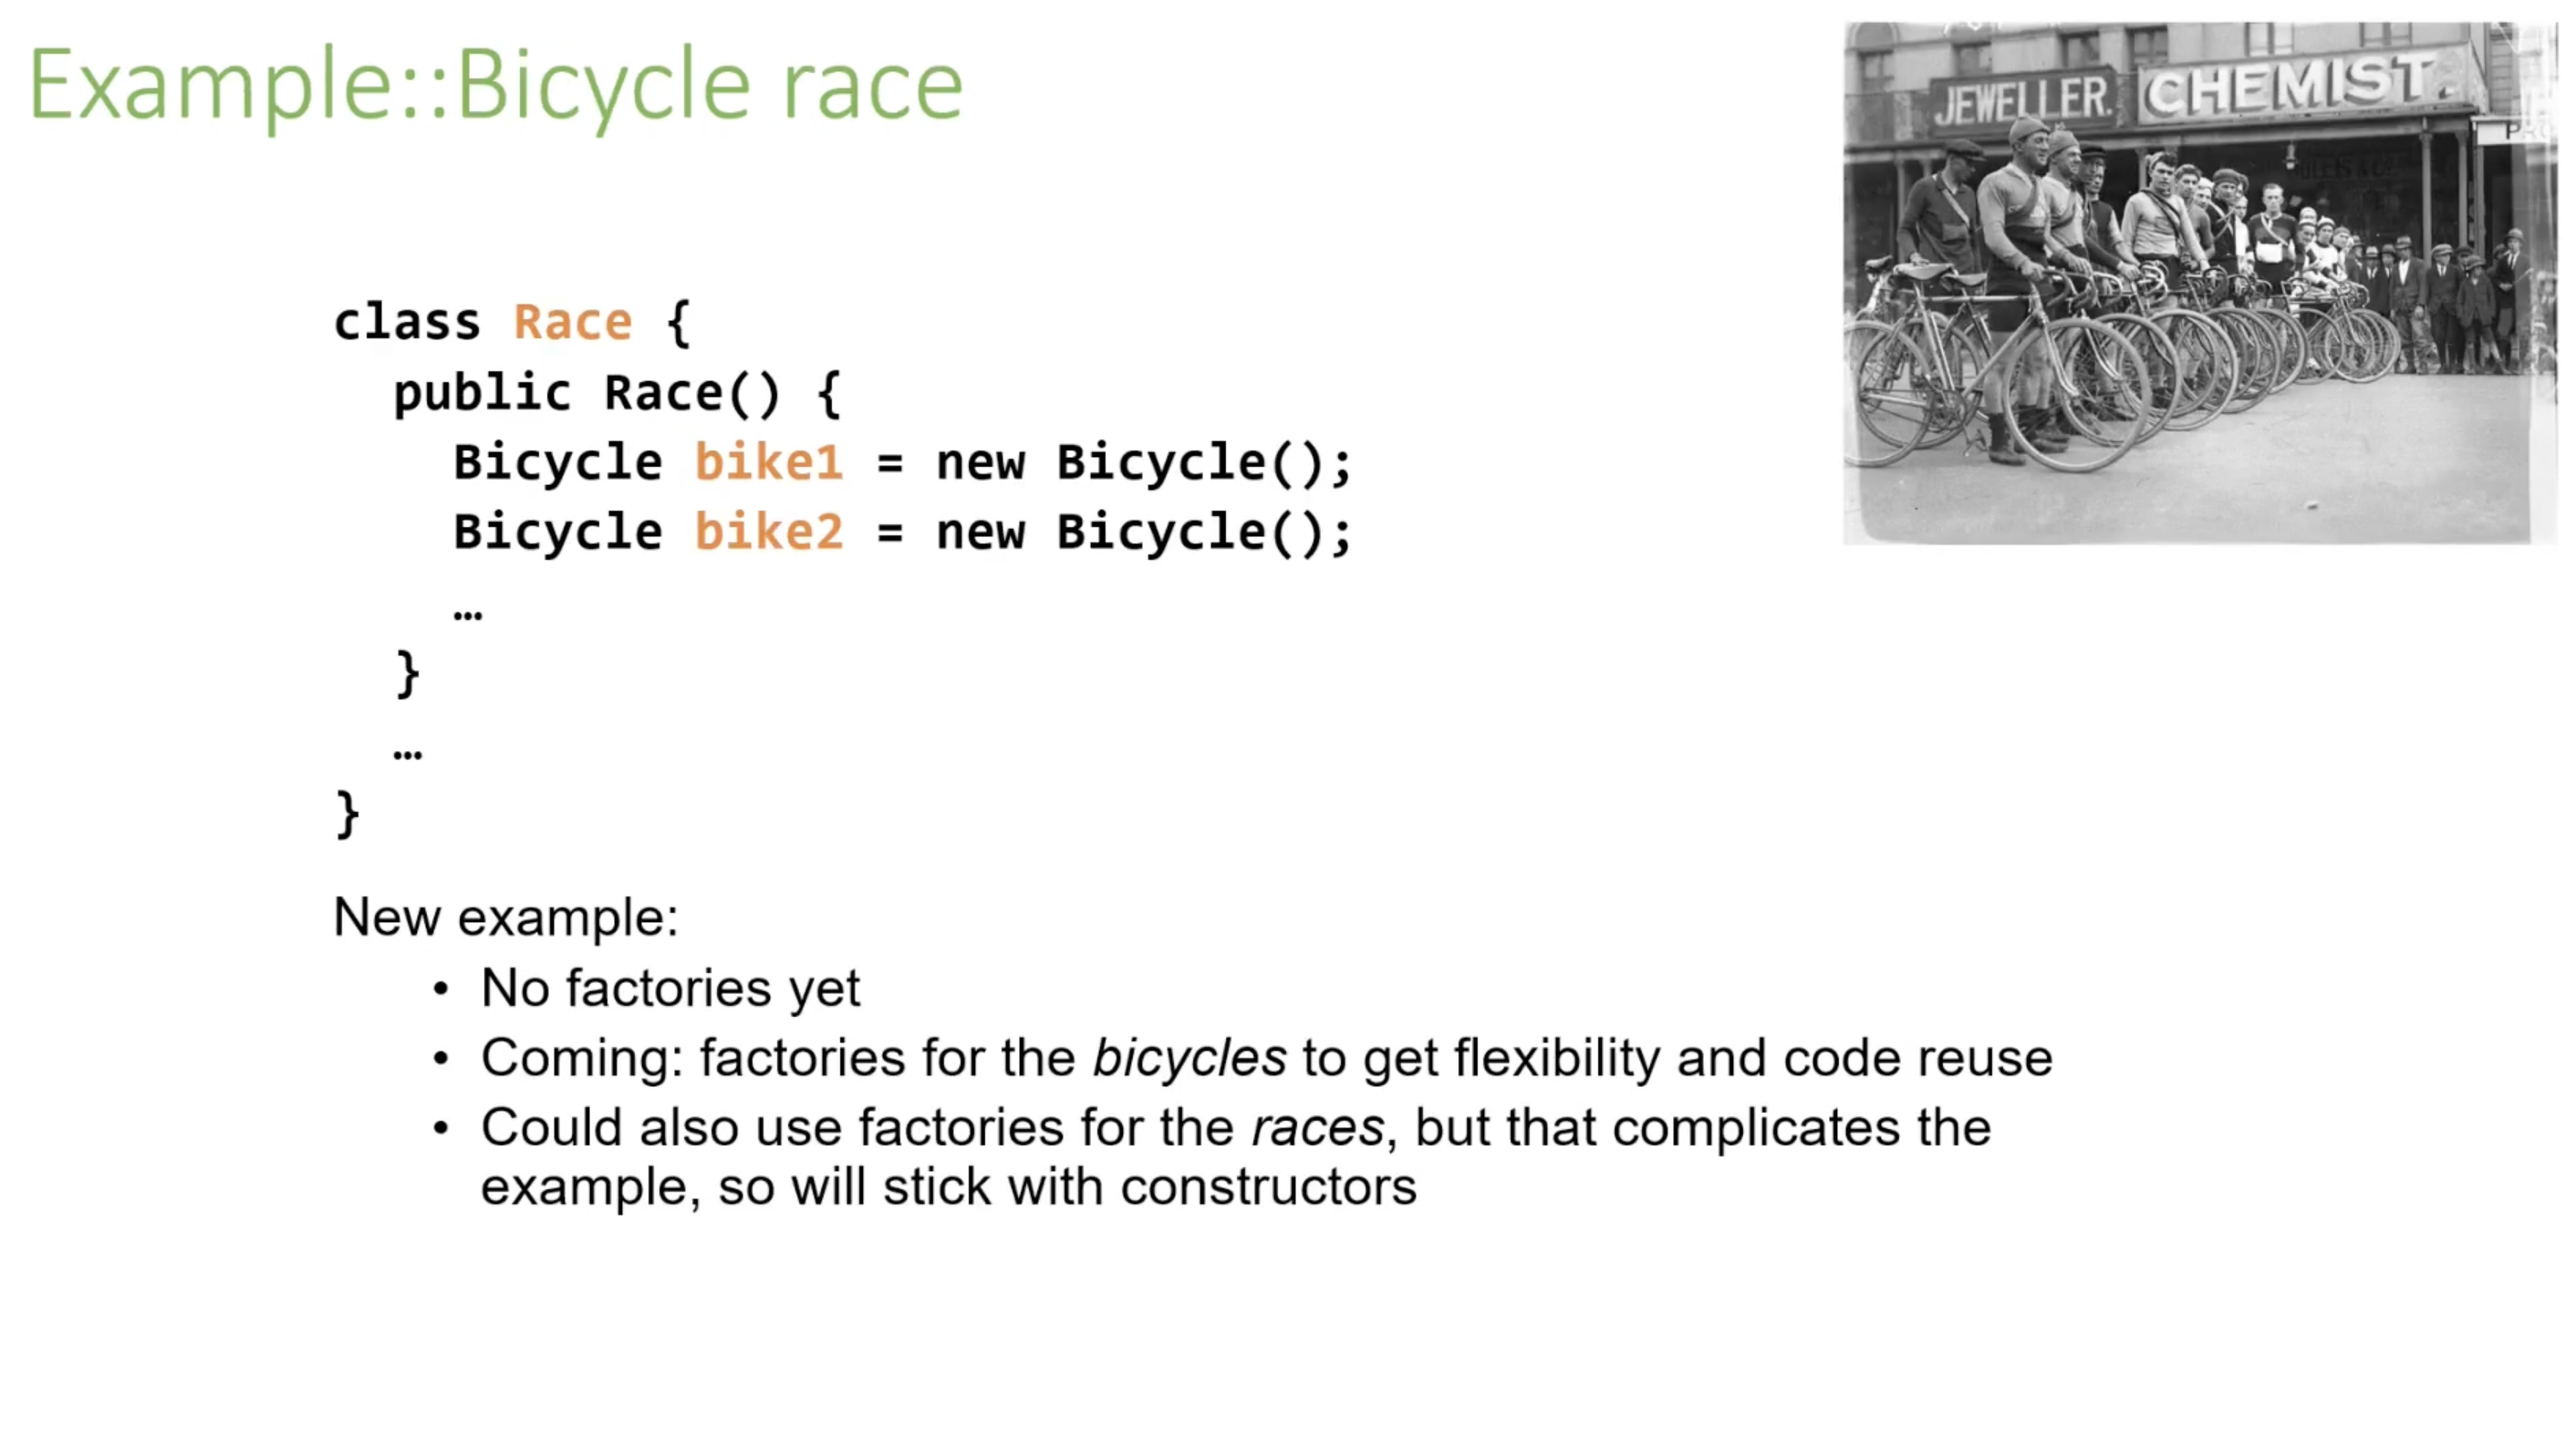 Example::Bicycle race
JEWELLER.
CHEMIST.
class Race {
public Race() {
Bicycle bike1 = new Bicycle();
Bicycle bike2 = new Bicycle();
…
}
…
}
New example:
• No factories yet
• Coming: factories for the bicycles to get flexibility and code reuse
• Could also use factories for the races, but that complicates the
example, so will stick with constructors